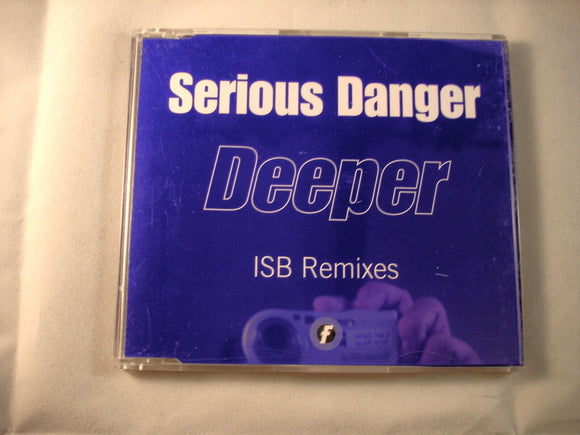 Serious Danger
Deeper
ISB Remixes
f